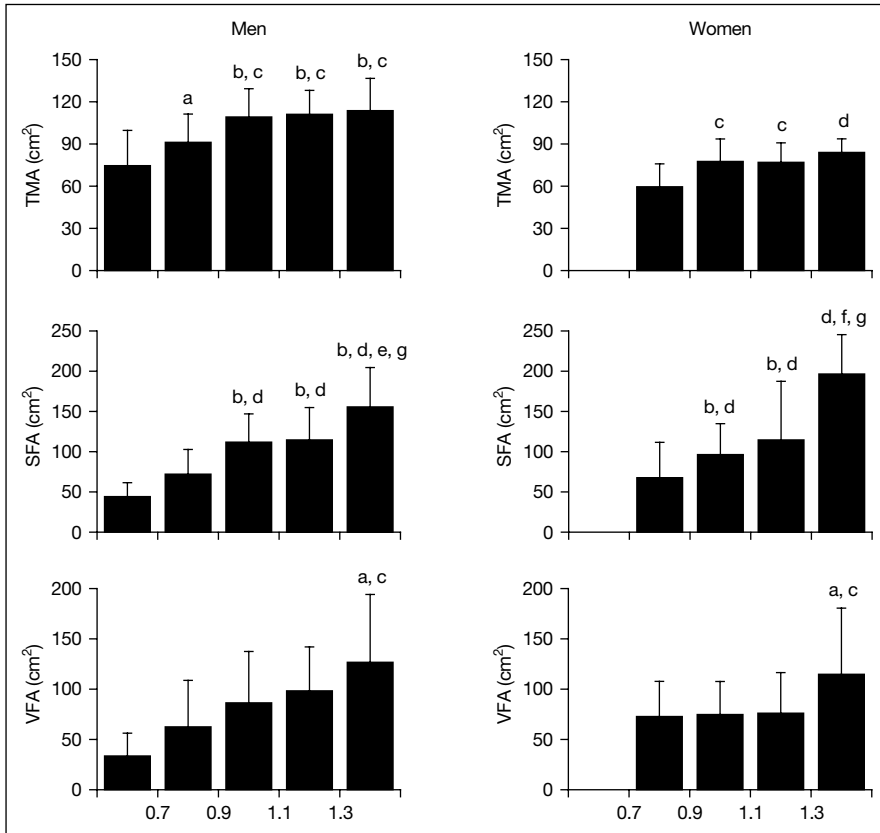 Men
TMA (cm²)
150
120
90
60
30
0
a
b, c
b, c
b, c
Women
TMA (cm²)
150
120
90
60
30
0
c
c
d
SFA (cm²)
250
200
150
100
50
0
b, d
b, d
b, d, e, g
SFA (cm²)
250
200
150
100
50
0
b, d
b, d
d, f, g
VFA (cm²)
200
150
100
50
0
a, c
0.7 0.9 1.1 1.3
VFA (cm²)
200
150
100
50
0
a, c
0.7 0.9 1.1 1.3